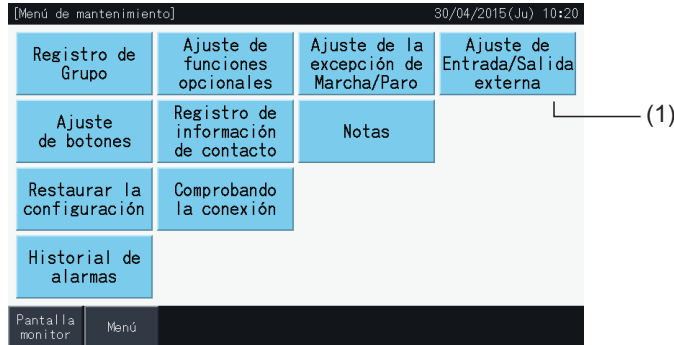 [Menú de mantenimiento]
30/04/2015(Ju) 10:20
Registro de
Grupo
Ajuste de
funciones
opcionales
Ajuste de la
excepción de
Marcha/Paro
Ajuste de
Entrada/Salida
externa
(1)
Ajuste
de botones
Registro de
información
de contacto
Notas
Restaurar la
configuración
Comprobando
la conexión
Historial de
alarmas
Pantalla
monitor
Menú